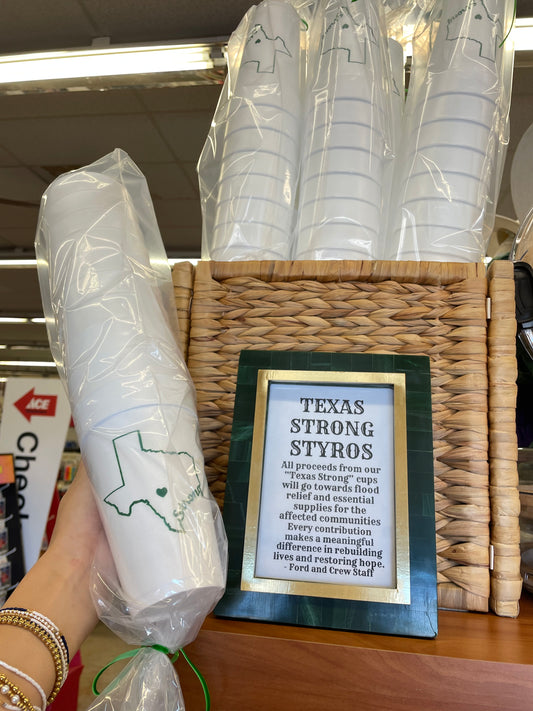 ACE
Check
Strong
TEXAS
STRONG
STYROS
All proceeds from our
"'Texas Strong" cups
will go towards flood
relief and essential
supplies for the
affected communities
Every contribution
makes a meaningful
difference in rebuilding
lives and restoring hope.
- Ford and Crew Staff